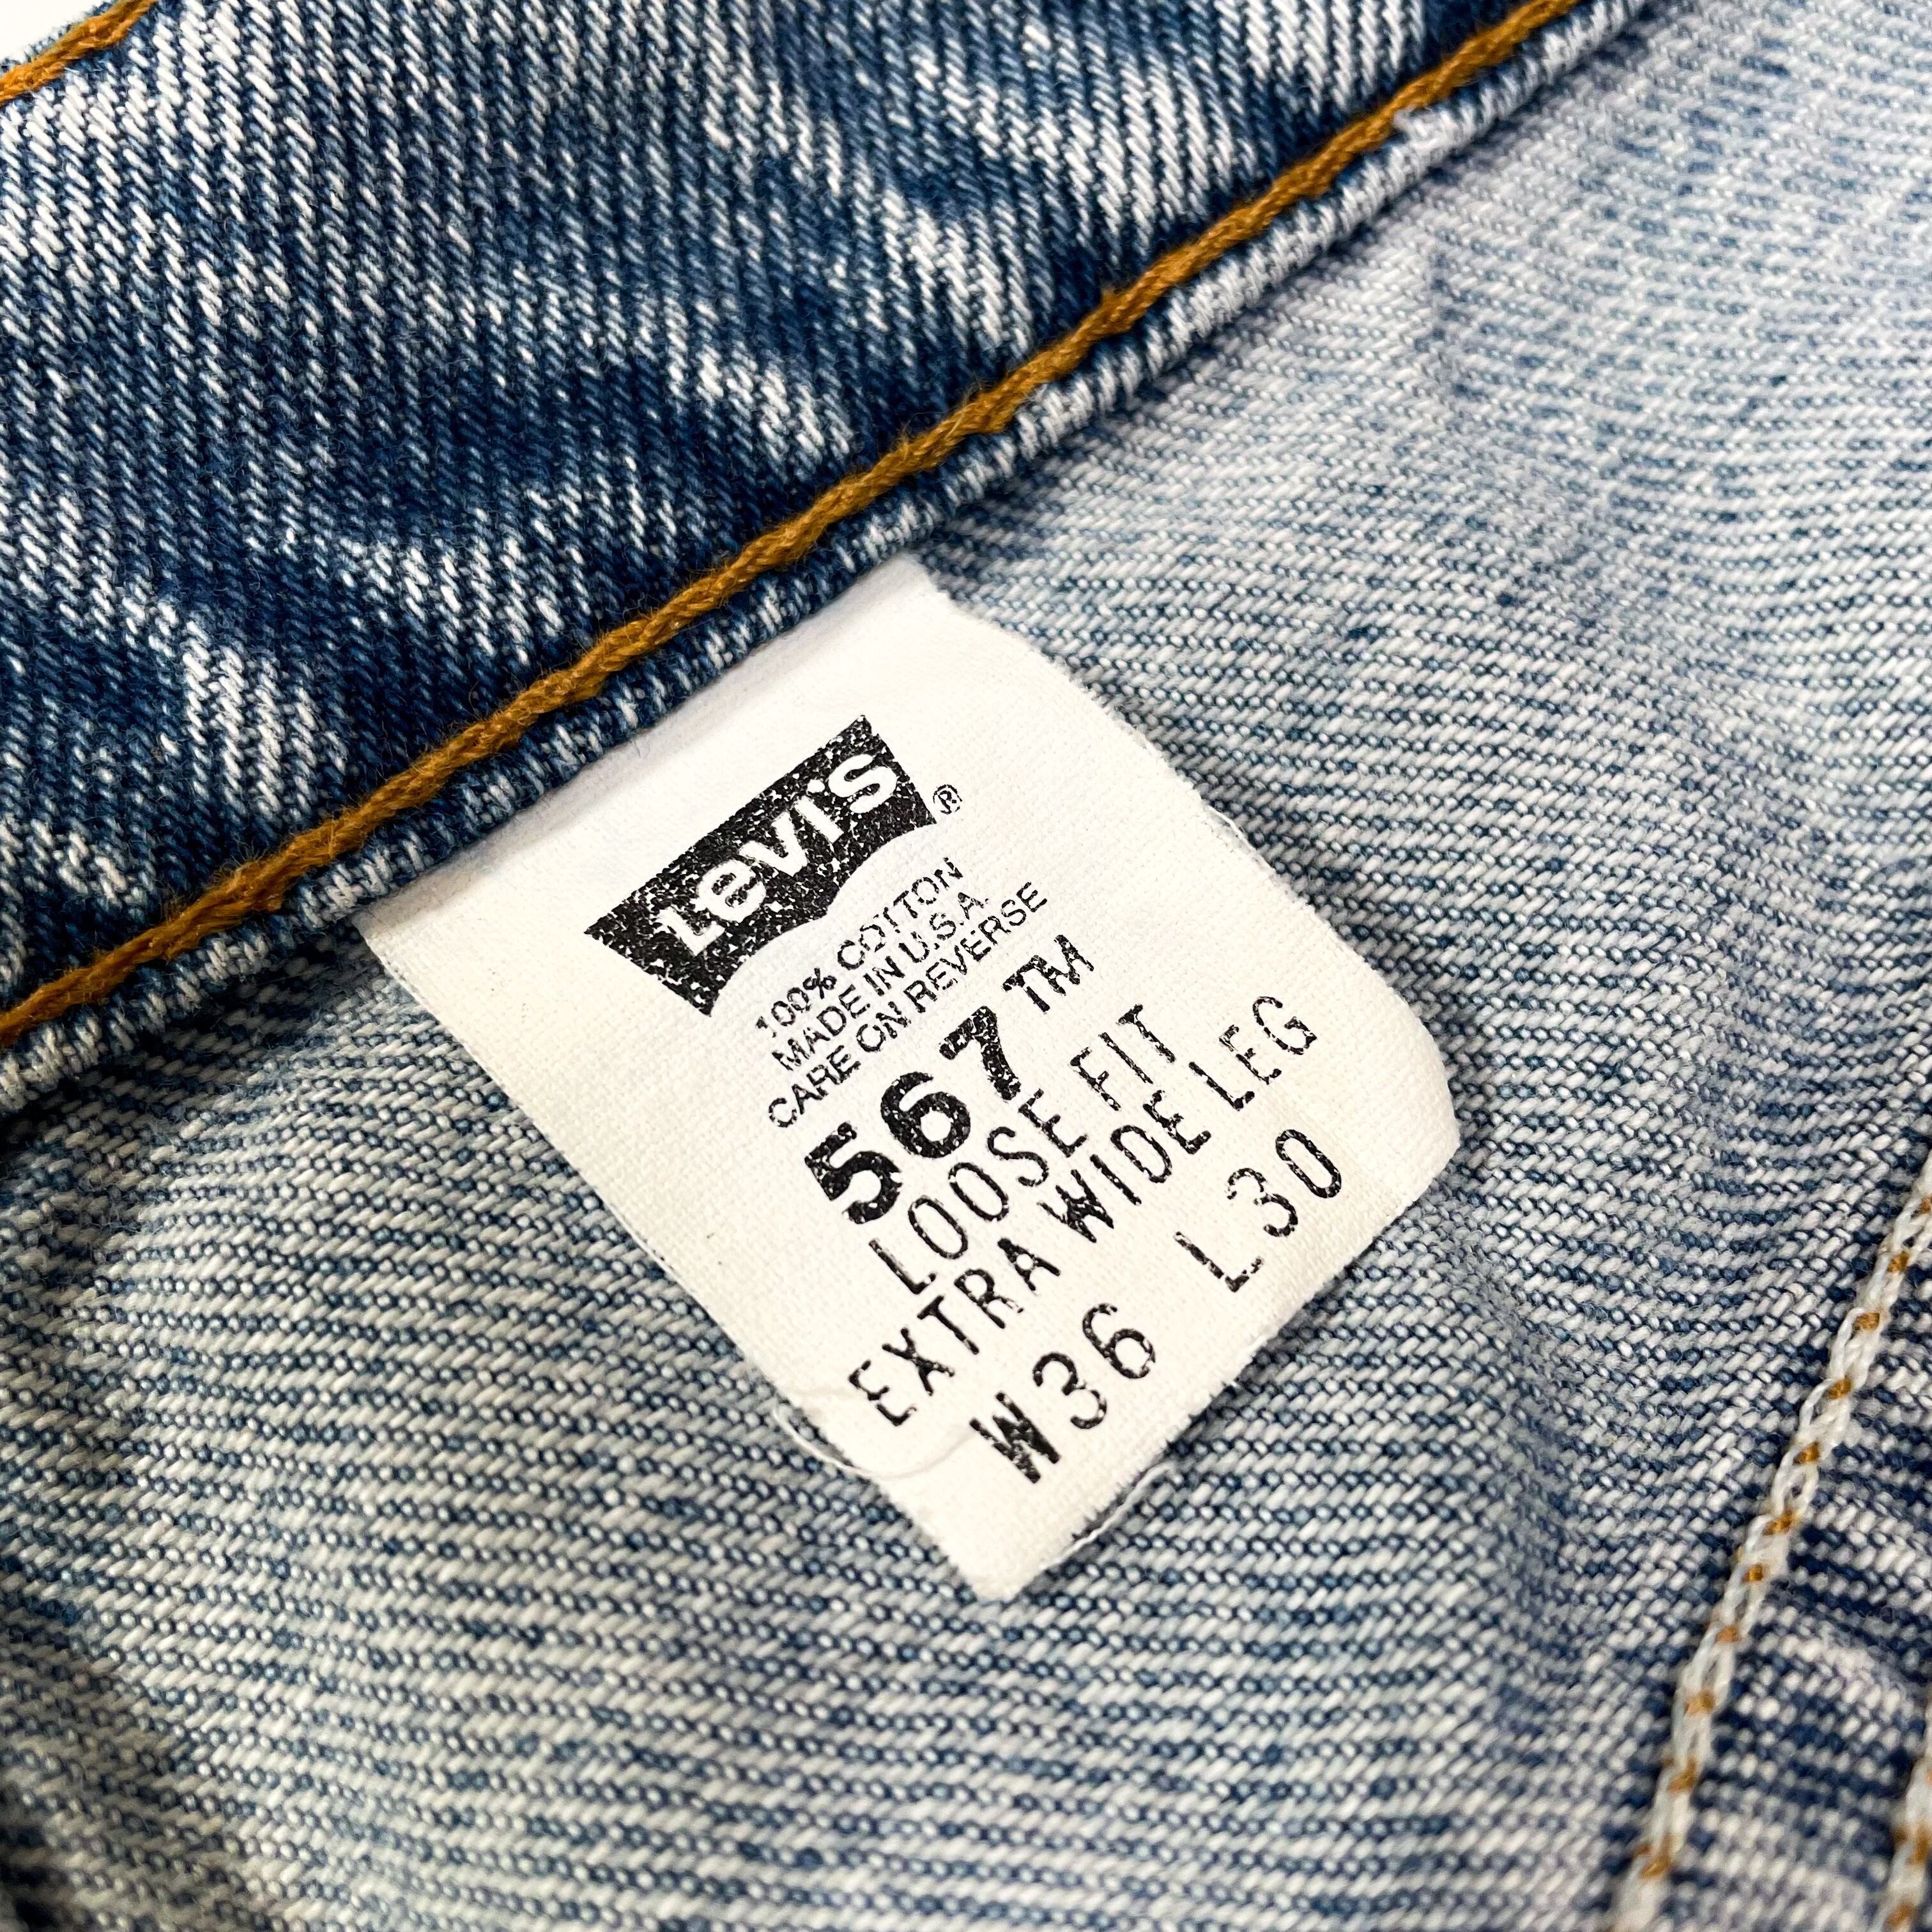 Levi's®
100% COTTON
MADE IN U.S.A.
CARE ON REVERSE
567™
LOOSE FIT
EXTRA WIDE LEG
W36 L30